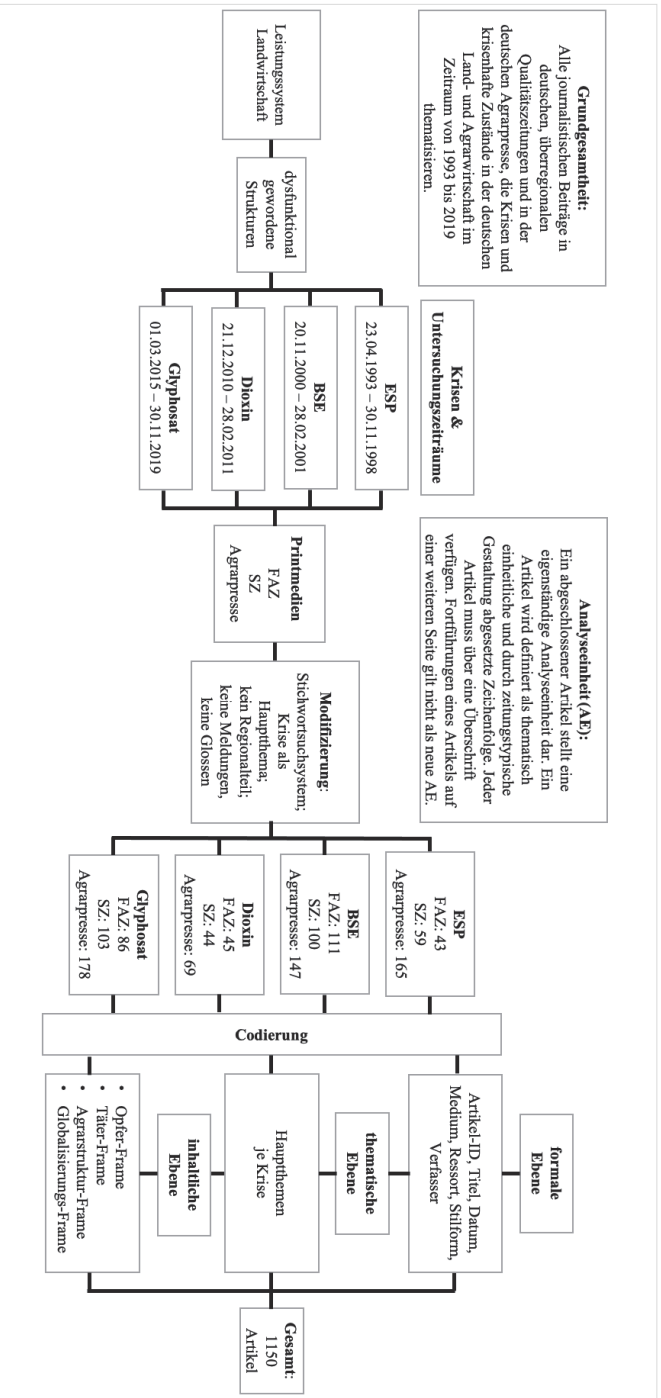 Grundgesamtheit:
Alle journalistischen Beiträge in
deutschen, überregionalen
Qualitätszeitungen und in der
deutschen Agrarpresse, die Krisen und
krisenhafte Zustände in der deutschen
Land- und Agrarwirtschaft im
Zeitraum von 1993 bis 2019
thematisieren.
Krisen &
Untersuchungszeiträume
Analyseeinheit (AE):
Ein abgeschlossener Artikel stellt eine
eigenständige Analyseeinheit dar. Ein
Artikel wird definiert als thematisch
einheitliche und durch zeitungstypische
Gestaltung abgesetzte Zeichenfolge. Jeder
Artikel muss über eine Überschrift
verfügen. Fortführungen eines Artikels auf
einer weiteren Seite gilt nicht als neue AE.
Leistungssystem
Landwirtschaft
dysfunktional
gewordene
Strukturen
ESP
23.04.1993 – 30.11.1998
BSE
20.11.2000 – 28.02.2001
Dioxin
21.12.2010 – 28.02.2011
Glyphosat
01.03.2015 – 30.11.2019
Printmedien
FAZ
SZ
Agrarpresse
Modifizierung:
Stichwortsuchsystem;
Krise als
Hauptthema;
kein Regionalteil;
keine Meldungen,
keine Glossen
ESP
FAZ: 43
SZ: 59
Agrarpresse: 165
BSE
FAZ: 111
SZ: 100
Agrarpresse: 147
Dioxin
FAZ: 45
SZ: 44
Agrarpresse: 69
Glyphosat
FAZ: 86
SZ: 103
Agrarpresse: 178
Codierung
formale
Ebene
Artikel-ID, Titel, Datum,
Medium, Ressort, Stilform,
Verfasser
thematische
Ebene
Hauptthemen
je Krise
inhaltliche
Ebene
• Opfer-Frame
• Täter-Frame
• Agrarstruktur-Frame
• Globalisierungs-Frame
Gesamt:
1150
Artikel